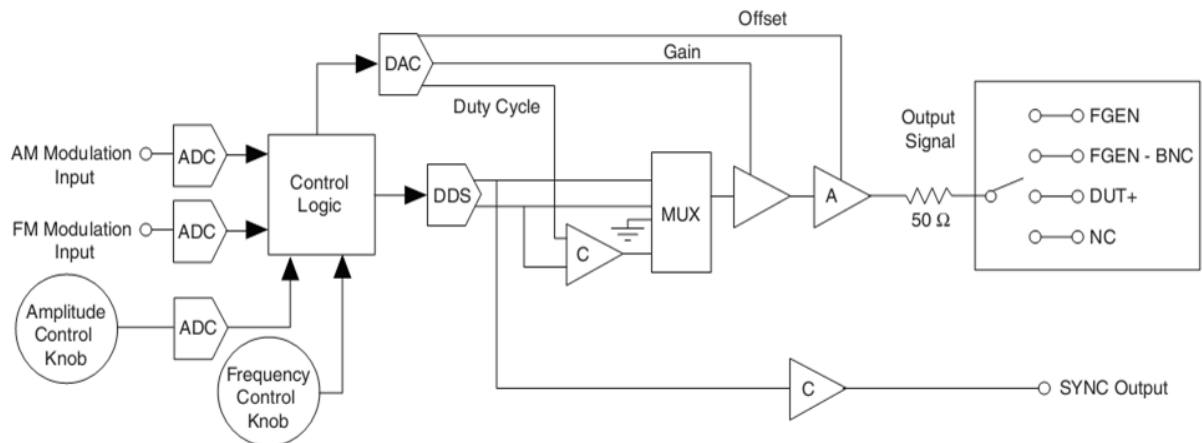 Offset
DAC
Gain
Duty Cycle
Output
Signal
FGEN
FGEN - BNC
DUT+
NC
AM Modulation
Input
ADC
Control
Logic
DDS
MUX
A
50 Ω
FM Modulation
Input
ADC
C
Amplitude
Control
Knob
ADC
Frequency
Control
Knob
C
SYNC Output